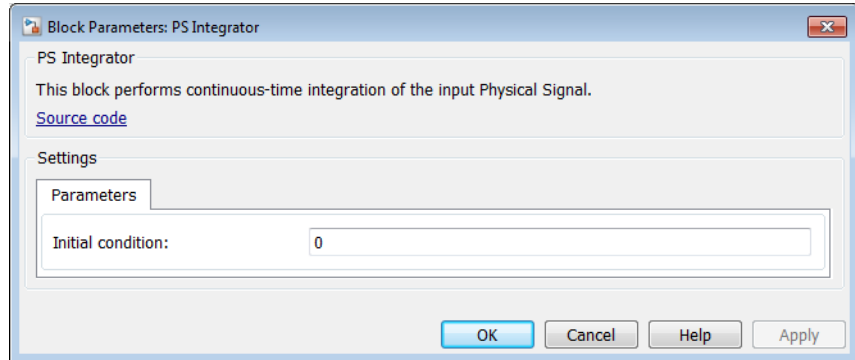 Block Parameters: PS Integrator
PS Integrator
This block performs continuous-time integration of the input Physical Signal.
Source code
Settings
Parameters
Initial condition: 0
OK Cancel Help Apply